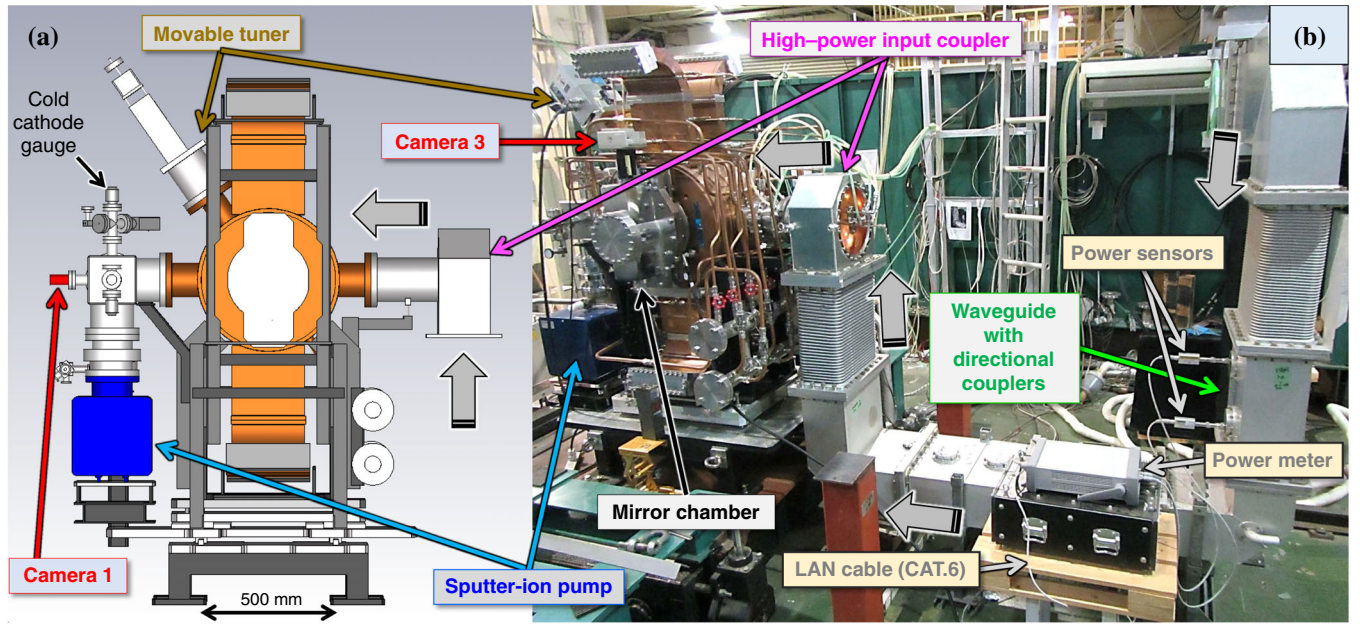 (a)
Movable tuner
High–power input coupler
(b)
Cold
cathode
gauge
Camera 3
Power sensors
Waveguide
with
directional
couplers
Power meter
Mirror chamber
LAN cable (CAT.6)
Camera 1
500 mm
Sputter-ion pump